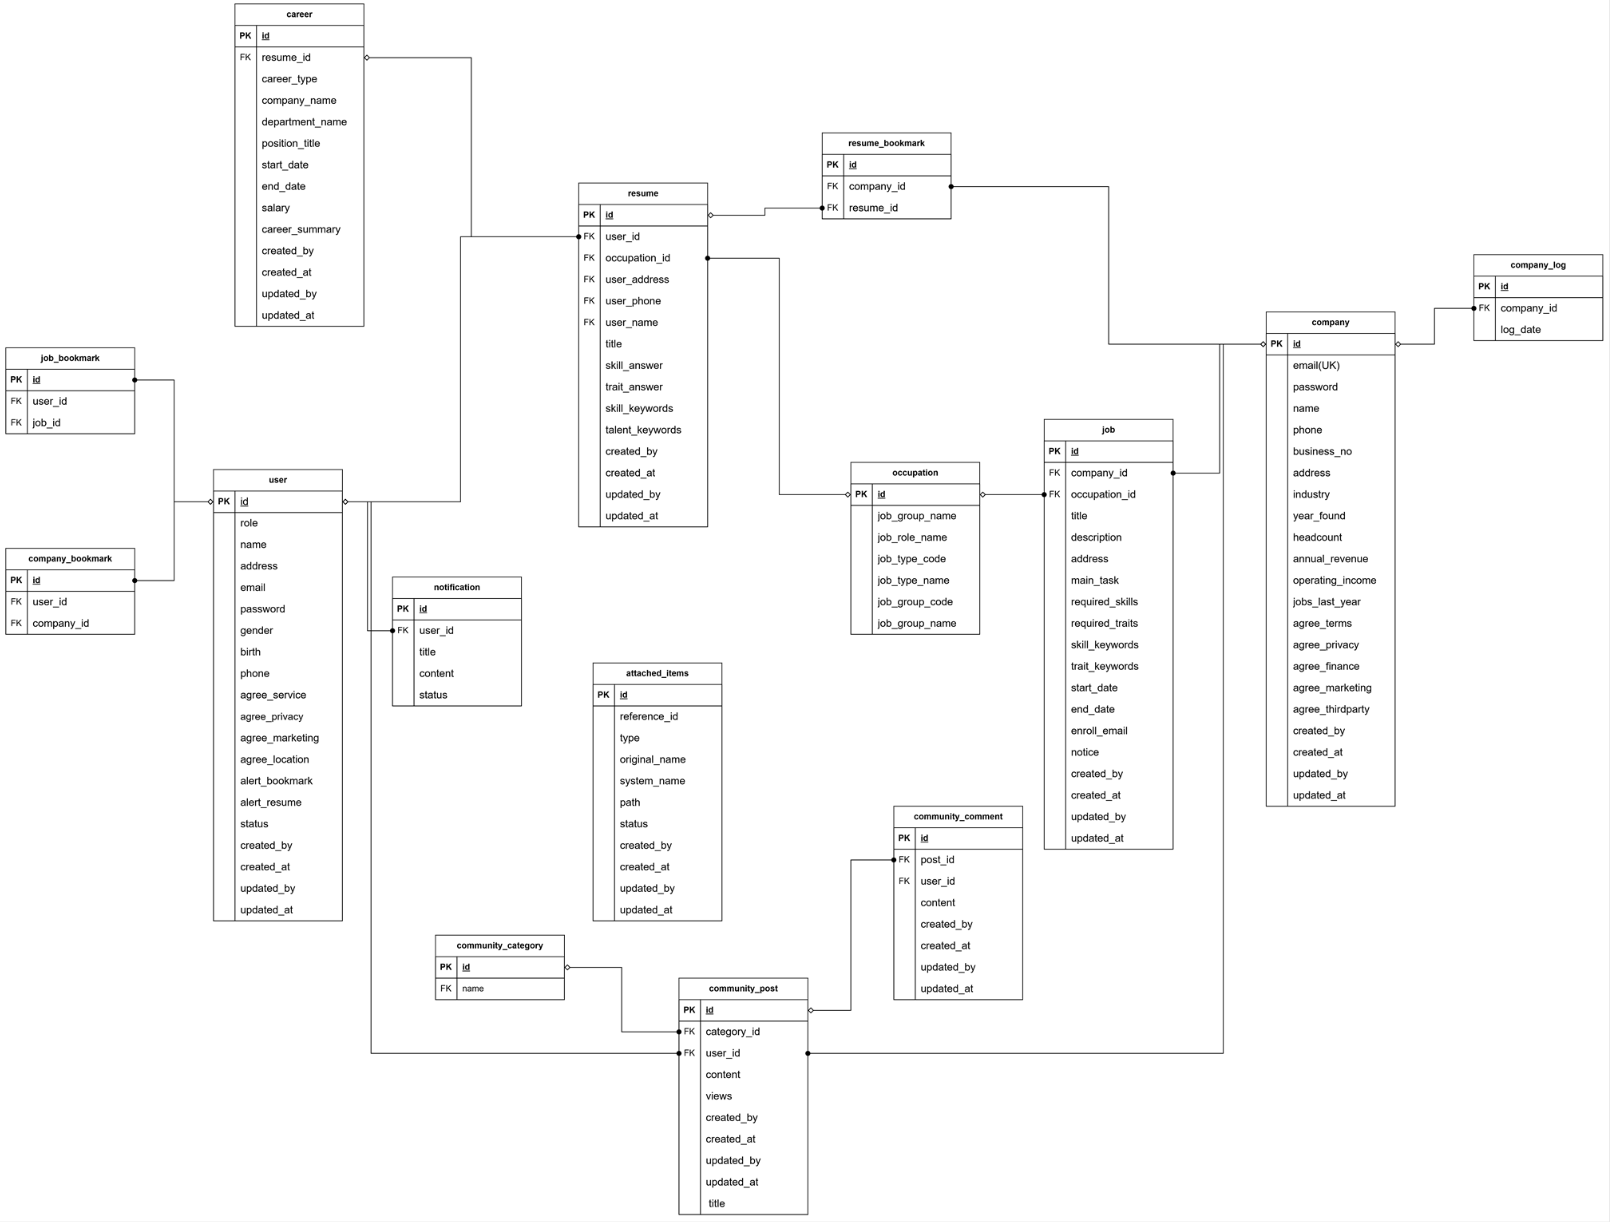 career
PK id
FK resume_id
career_type
company_name
department_name
position_title
start_date
end_date
salary
career_summary
created_by
created_at
updated_by
updated_at
resume_bookmark
PK id
FK company_id
FK resume_id
resume
PK id
FK user_id
FK occupation_id
FK user_address
FK user_phone
FK user_name
title
skill_answer
trait_answer
skill_keywords
talent_keywords
created_by
created_at
updated_by
updated_at
company_log
PK id
FK company_id
log_date
company
PK id
email(UK)
password
name
phone
business_no
address
industry
year_found
headcount
annual_revenue
operating_income
jobs_last_year
agree_terms
agree_privacy
agree_finance
agree_marketing
agree_thirdparty
created_by
created_at
updated_by
updated_at
job_bookmark
PK id
FK user_id
FK job_id
job
PK id
FK company_id
FK occupation_id
title
description
address
main_task
required_skills
required_traits
skill_keywords
trait_keywords
start_date
end_date
enroll_email
notice
created_by
created_at
updated_by
updated_at
occupation
PK id
job_group_name
job_role_name
job_type_code
job_type_name
job_group_code
job_group_name
user
PK id
role
name
address
email
password
gender
birth
phone
agree_service
agree_privacy
agree_marketing
agree_location
alert_bookmark
alert_resume
status
created_by
created_at
updated_by
updated_at
company_bookmark
PK id
FK user_id
FK company_id
notification
PK id
FK user_id
title
content
status
attached_items
PK id
reference_id
type
original_name
system_name
path
status
created_by
created_at
updated_by
updated_at
community_comment
PK id
FK post_id
FK user_id
content
created_by
created_at
updated_by
updated_at
community_category
PK id
FK name
community_post
PK id
FK category_id
FK user_id
content
views
created_by
created_at
updated_by
updated_at
title